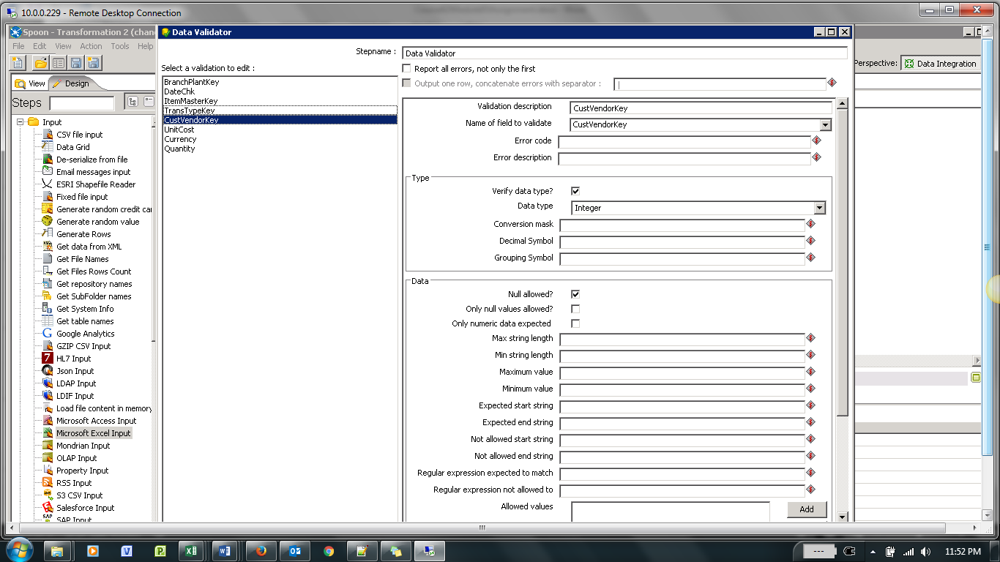 10.0.0.229 - Remote Desktop Connection
Spoon - Transformation 2 (chan
File Edit View Action Tools Help
View Design
Steps
Input
CSV file input
Data Grid
De-serialize from file
Email messages input
ESRI Shapefile Reader
Fixed file input
Generate random credit car
Generate random value
Generate Rows
Get data from XML
Get File Names
Get Files Rows Count
Get repository names
Get SubFolder names
Get System Info
Get table names
Google Analytics
GZIP CSV Input
HL7 Input
Json Input
LDAP Input
LDIF Input
Load file content in memory
Microsoft Access Input
Microsoft Excel Input
Mondrian Input
OLAP Input
Property Input
RSS Input
S3 CSV Input
Salesforce Input
SAP Input
Data Validator
Stepname : Data Validator
Select a validation to edit :
BranchPlantKey
DateChk
ItemMasterKey
TransTypeKey
CustVendorKey
UnitCost
Currency
Quantity
Report all errors, not only the first
Output one row, concatenate errors with separator : |
Validation description CustVendorKey
Name of field to validate CustVendorKey
Error code
Error description
Type
Verify data type?
Data type Integer
Conversion mask
Decimal Symbol
Grouping Symbol
Data
Null allowed?
Only null values allowed?
Only numeric data expected
Max string length
Min string length
Maximum value
Minimum value
Expected start string
Expected end string
Not allowed start string
Not allowed end string
Regular expression expected to match
Regular expression not allowed to
Allowed values Add
Perspective: Data Integration
11:52 PM